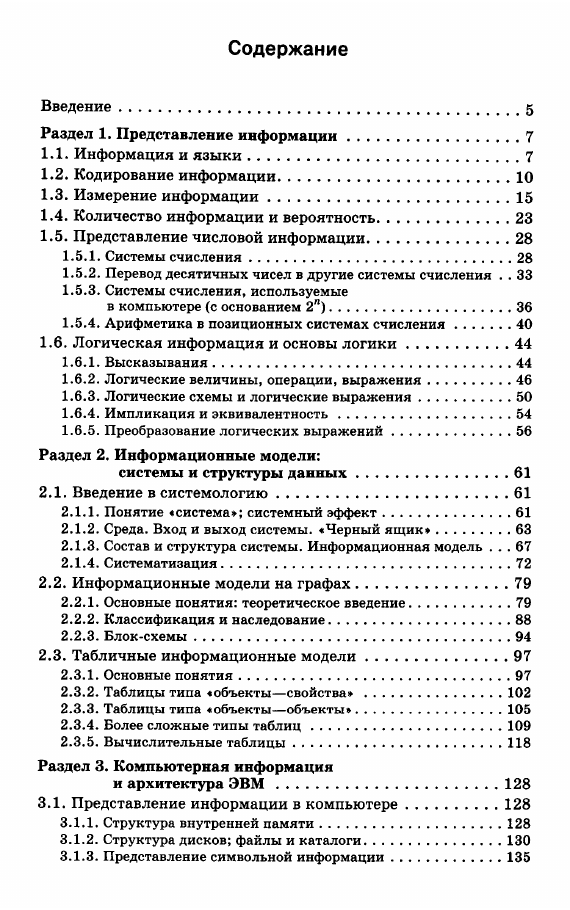 Содержание
Введение . . . . . . . . . . . . . . . . . . . . 5
Раздел 1. Представление информации . . . . . . . . . . 7
1.1. Информация и языки . . . . . . . . . . 7
1.2. Кодирование информации. . . . . . . . . . 10
1.3. Измерение информации . . . . . . . . . . 15
1.4. Количество информации и вероятность. . . . . . . . . . 23
1.5. Представление числовой информации. . . . . . . . . . 28
1.5.1. Системы счисления . . . . . . . . . . 28
1.5.2. Перевод десятичных чисел в другие системы счисления . . 33
1.5.3. Системы счисления, используемые
в компьютере (с основанием 2ⁿ) . . . . . . . . . . 36
1.5.4. Арифметика в позиционных системах счисления . . . . . . . 40
1.6. Логическая информация и основы логики . . . . . . . . . . 44
1.6.1. Высказывания . . . . . . . . . . 44
1.6.2. Логические величины, операции, выражения . . . . . . . . . . 46
1.6.3. Логические схемы и логические выражения . . . . . . . . . . 50
1.6.4. Импликация и эквивалентность . . . . . . . . . . 54
1.6.5. Преобразование логических выражений . . . . . . . . . . 56
Раздел 2. Информационные модели:
системы и структуры данных . . . . . . . . . . 61
2.1. Введение в системологию . . . . . . . . . . 61
2.1.1. Понятие «система»; системный эффект . . . . . . . . . . 61
2.1.2. Среда. Вход и выход системы. «Черный ящик» . . . . . . . . 63
2.1.3. Состав и структура системы. Информационная модель . . . 67
2.1.4. Систематизация . . . . . . . . . . 72
2.2. Информационные модели на графах . . . . . . . . . . 79
2.2.1. Основные понятия: теоретическое введение . . . . . . . . . . 79
2.2.2. Классификация и наследование . . . . . . . . . . 88
2.2.3. Блок-схемы . . . . . . . . . . 94
2.3. Табличные информационные модели . . . . . . . . . . 97
2.3.1. Основные понятия . . . . . . . . . . 97
2.3.2. Таблицы типа «объекты—свойства» . . . . . . . . . . 102
2.3.3. Таблицы типа «объекты—объекты» . . . . . . . . . . 105
2.3.4. Более сложные типы таблиц . . . . . . . . . . 109
2.3.5. Вычислительные таблицы . . . . . . . . . . 118
Раздел 3. Компьютерная информация
и архитектура ЭВМ . . . . . . . . . . 128
3.1. Представление информации в компьютере . . . . . . . . . . 128
3.1.1. Структура внутренней памяти . . . . . . . . . . 128
3.1.2. Структура дисков; файлы и каталоги. . . . . . . . . . 130
3.1.3. Представление символьной информации . . . . . . . . . . 135